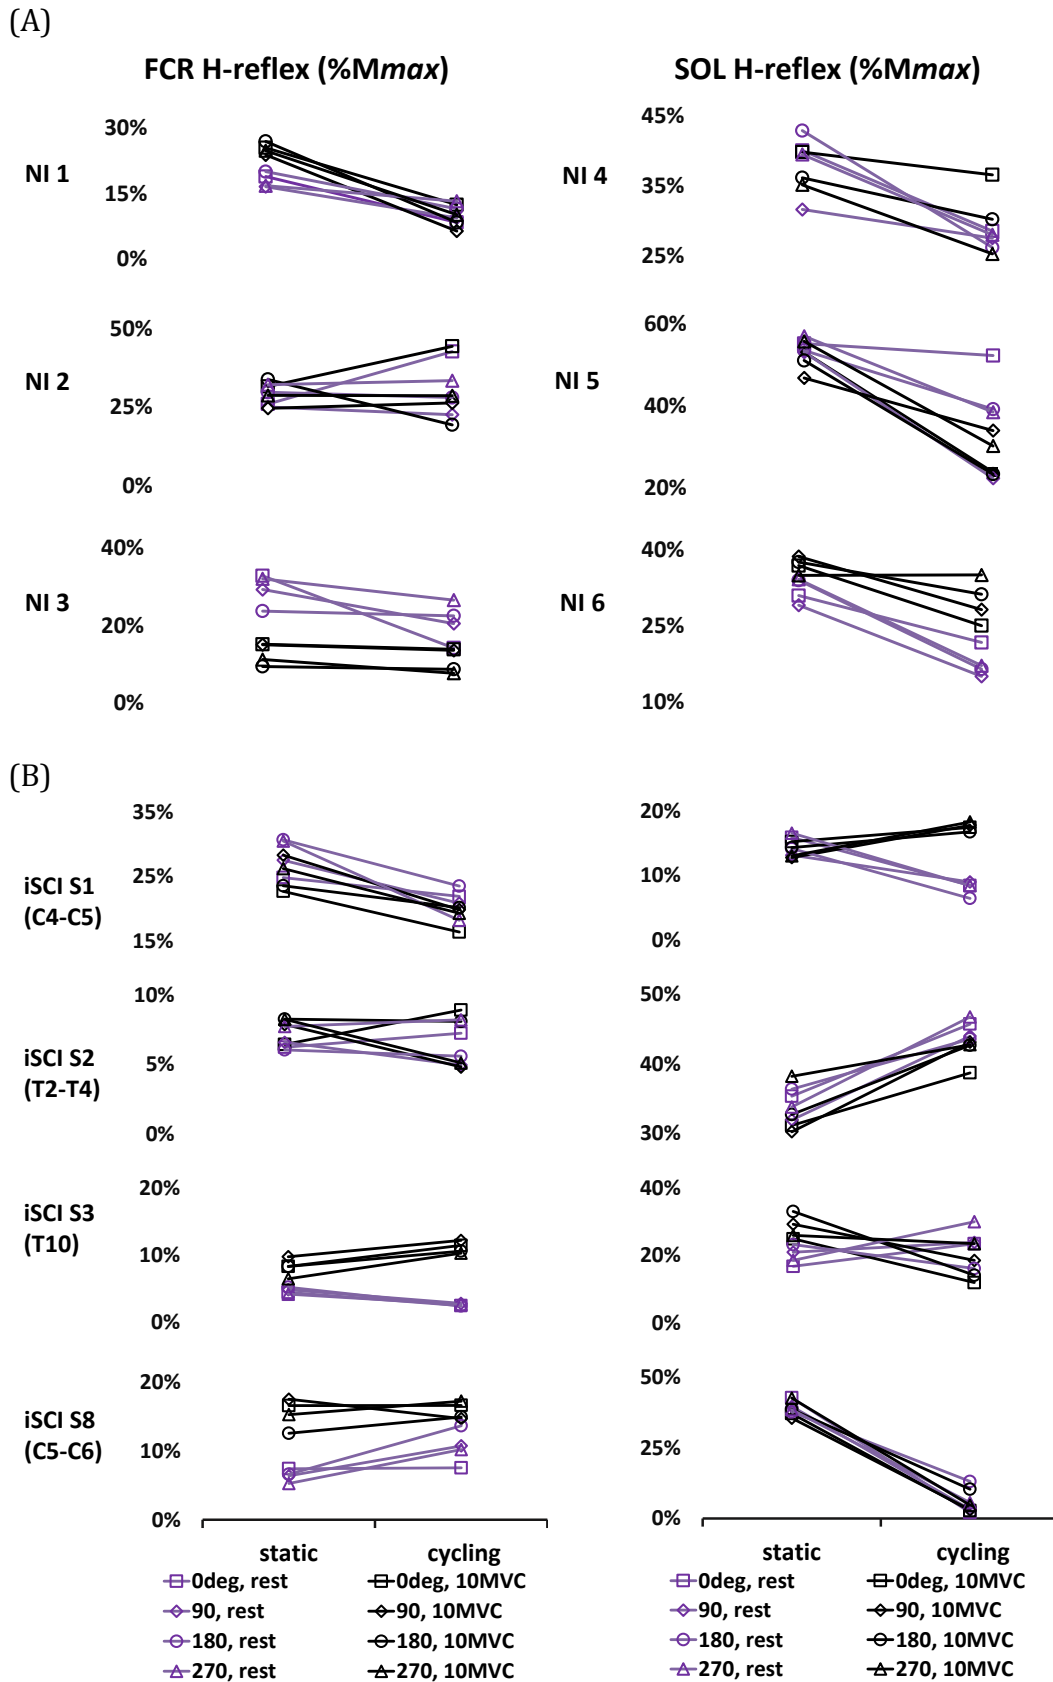 (A)
FCR H-reflex (%Mmax) SOL H-reflex (%Mmax)
NI 1
30%
15%
0%
NI 4
45%
35%
25%
NI 2
50%
25%
0%
NI 5
60%
40%
20%
NI 3
40%
20%
0%
NI 6
40%
25%
10%
(B)
iSCI S1
(C4-C5)
35%
25%
15%
20%
10%
0%
iSCI S2
(T2-T4)
10%
5%
0%
50%
40%
30%
iSCI S3
(T10)
20%
10%
0%
40%
20%
0%
iSCI S8
(C5-C6)
20%
10%
0%
50%
25%
0%
static cycling
0deg, rest 0deg, 10MVC
90, rest 90, 10MVC
180, rest 180, 10MVC
270, rest 270, 10MVC
static cycling
0deg, rest 0deg, 10MVC
90, rest 90, 10MVC
180, rest 180, 10MVC
270, rest 270, 10MVC